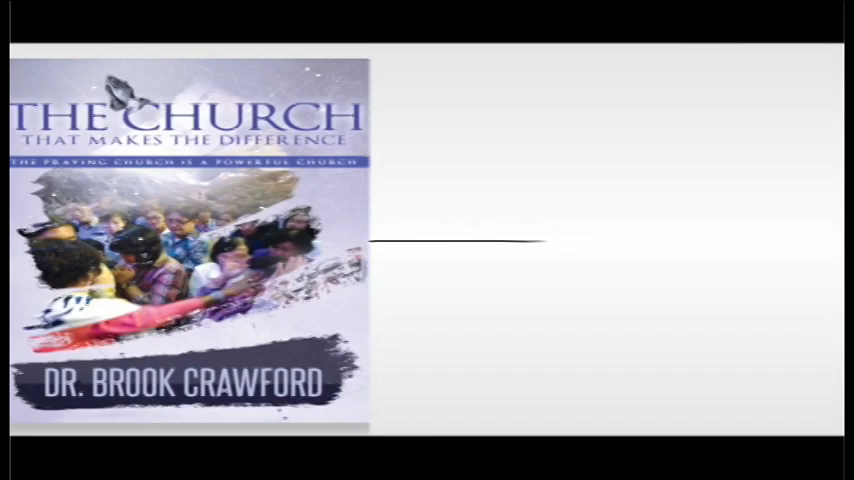 THE CHURCH
THAT MAKES THE DIFFERENCE
THE PRAYING CHURCH IS A POWERFUL CHURCH
DR. BROOK CRAWFORD